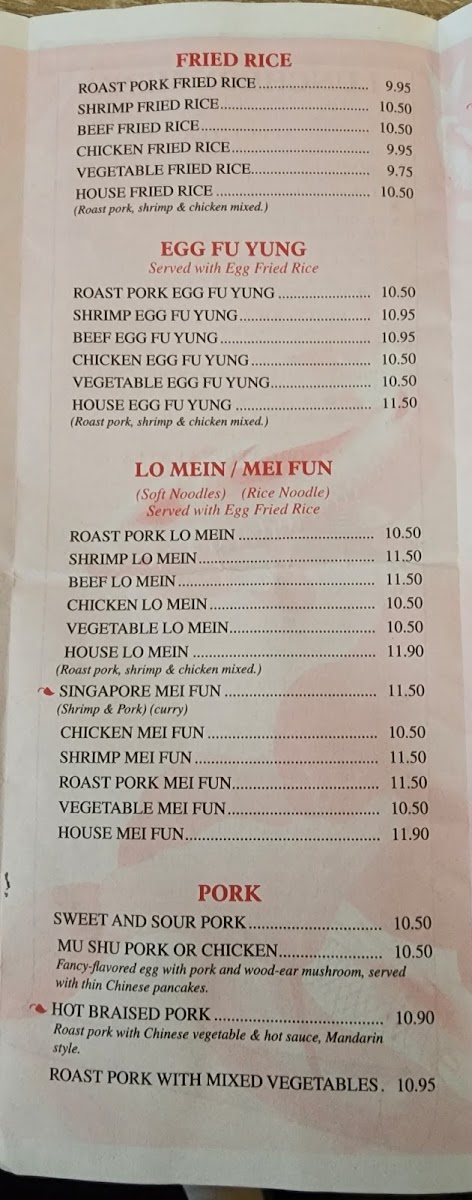 FRIED RICE
ROAST PORK FRIED RICE .............................. 9.95
SHRIMP FRIED RICE........................................ 10.50
BEEF FRIED RICE............................................ 10.50
CHICKEN FRIED RICE..................................... 9.95
VEGETABLE FRIED RICE................................ 9.75
HOUSE FRIED RICE ......................................... 10.50
(Roast pork, shrimp & chicken mixed.)
EGG FU YUNG
Served with Egg Fried Rice
ROAST PORK EGG FU YUNG ........................ 10.50
SHRIMP EGG FU YUNG.................................. 10.95
BEEF EGG FU YUNG....................................... 10.95
CHICKEN EGG FU YUNG............................... 10.50
VEGETABLE EGG FU YUNG.......................... 10.50
HOUSE EGG FU YUNG ................................... 11.50
(Roast pork, shrimp & chicken mixed.)
LO MEIN / MEI FUN
(Soft Noodles) (Rice Noodle)
Served with Egg Fried Rice
ROAST PORK LO MEIN ................................... 10.50
SHRIMP LO MEIN............................................. 11.50
BEEF LO MEIN.................................................. 11.50
CHICKEN LO MEIN.......................................... 10.50
VEGETABLE LO MEIN..................................... 10.50
HOUSE LO MEIN .............................................. 11.90
(Roast pork, shrimp & chicken mixed.)
SINGAPORE MEI FUN ...................................... 11.50
(Shrimp & Pork) (curry)
CHICKEN MEI FUN .......................................... 10.50
SHRIMP MEI FUN ............................................. 11.50
ROAST PORK MEI FUN.................................... 11.50
VEGETABLE MEI FUN..................................... 10.50
HOUSE MEI FUN................................................ 11.90
PORK
SWEET AND SOUR PORK................................ 10.50
MU SHU PORK OR CHICKEN......................... 10.50
Fancy-flavored egg with pork and wood-ear mushroom, served
with thin Chinese pancakes.
HOT BRAISED PORK ........................................ 10.90
Roast pork with Chinese vegetable & hot sauce, Mandarin
style.
ROAST PORK WITH MIXED VEGETABLES. 10.95